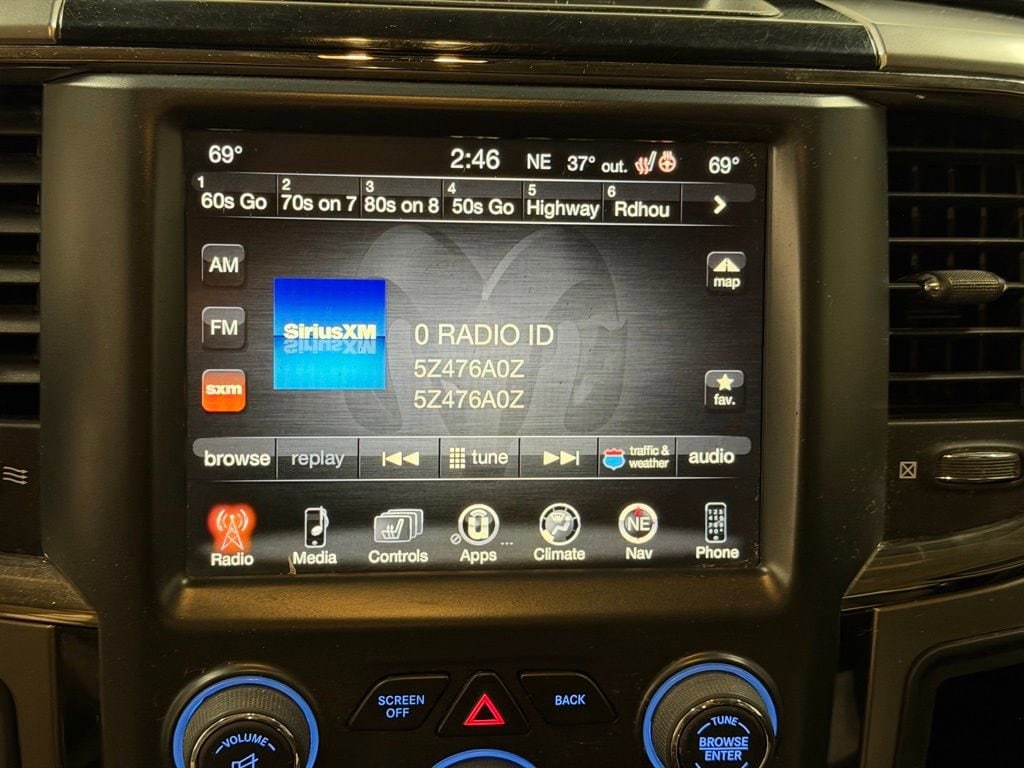 69° 2:46 NE 37° out. 69°
1 2 3 4 5 6
60s Go 70s on 7 80s on 8 50s Go Highway Rdhou
AM
map
SiriusXM
FM
0 RADIO ID
5Z476A0Z
sxm
fav.
5Z476A0Z
browse replay tune traffic & weather audio
NE
Radio Media Controls Apps ... Climate Nav Phone
SCREEN OFF
BACK
VOLUME
TUNE
BROWSE
ENTER